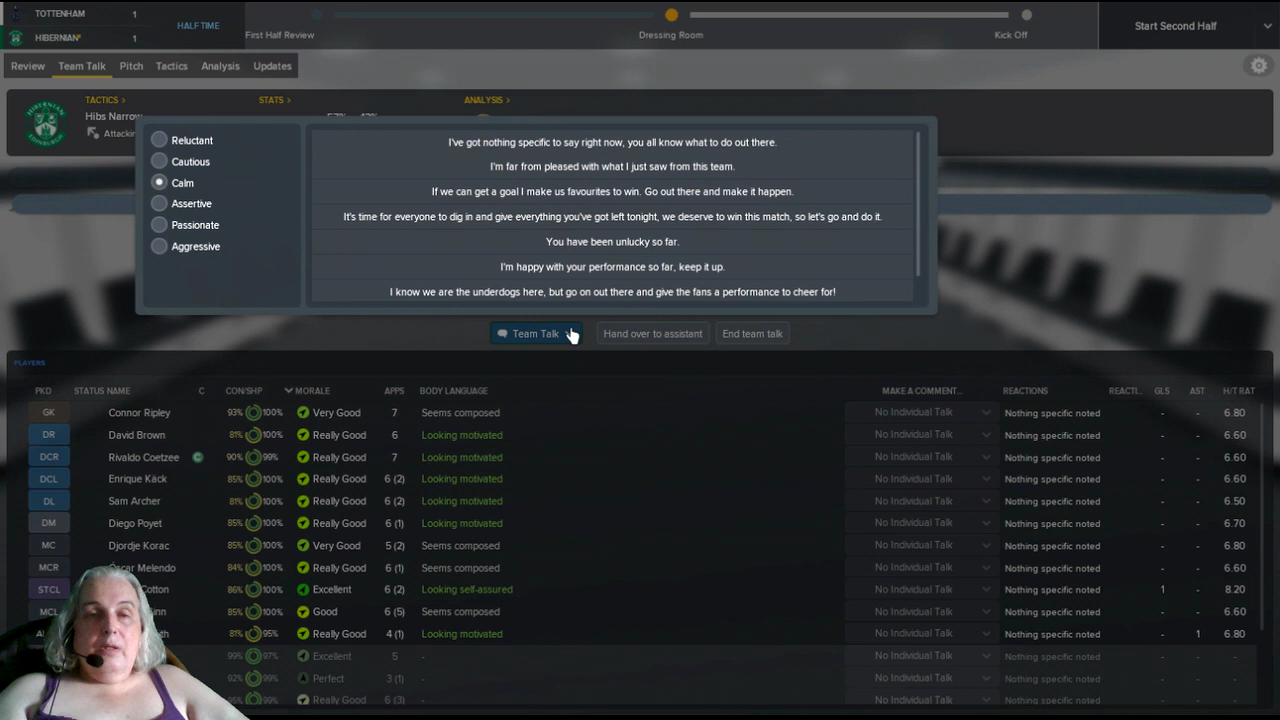 TOTTENHAM 1
HIBERNIAN 1
HALF TIME
First Half Review
Dressing Room
Kick Off
Start Second Half
Review Team Talk Pitch Tactics Analysis Updates
TACTICS > STATS > ANALYSIS >
Hibs Narrow
Attacking
Reluctant
Cautious
Calm
Assertive
Passionate
Aggressive
I've got nothing specific to say right now, you all know what to do out there.
I'm far from pleased with what I just saw from this team.
If we can get a goal I make us favourites to win. Go out there and make it happen.
It's time for everyone to dig in and give everything you've got left tonight, we deserve to win this match, so let's go and do it.
You have been unlucky so far.
I'm happy with your performance so far, keep it up.
I know we are the underdogs here, but go on out there and give the fans a performance to cheer for!
Team Talk Hand over to assistant End team talk
PLAYERS
PKD STATUS NAME C CON/SHP MORALE APPS BODY LANGUAGE MAKE A COMMENT... REACTIONS REACTI... GLS AST H/T RAT
GK Connor Ripley 93% 100% Very Good 7 Seems composed No Individual Talk Nothing specific noted - - 6.80
DR David Brown 81% 100% Really Good 6 Looking motivated No Individual Talk Nothing specific noted - - 6.60
DCR Rivaldo Coetzee C 90% 99% Really Good 7 Looking motivated No Individual Talk Nothing specific noted - - 6.60
DCL Enrique Käck 85% 100% Really Good 6 (2) Looking motivated No Individual Talk Nothing specific noted - - 6.60
DL Sam Archer 81% 100% Really Good 6 (2) Looking motivated No Individual Talk Nothing specific noted - - 6.50
DM Diego Poyet 85% 100% Really Good 6 (1) Looking motivated No Individual Talk Nothing specific noted - - 6.70
MC Djordje Korac 85% 100% Very Good 5 (2) Seems composed No Individual Talk Nothing specific noted - - 6.80
MCR Óscar Melendo 84% 100% Really Good 6 (1) Seems composed No Individual Talk Nothing specific noted - - 6.60
STCL Cotton 86% 100% Excellent 6 (2) Looking self-assured No Individual Talk Nothing specific noted 1 - 8.20
MCL 85% 100% Good 6 (5) Seems composed No Individual Talk Nothing specific noted - - 6.60
81% 95% Really Good 4 (1) Looking motivated No Individual Talk Nothing specific noted - 1 6.80
99% 97% Excellent 5 - No Individual Talk Nothing specific noted - - -
92% 99% Perfect 3 (1) - No Individual Talk Nothing specific noted - - -
95% 99% Really Good 6 (3) - No Individual Talk Nothing specific noted - - -